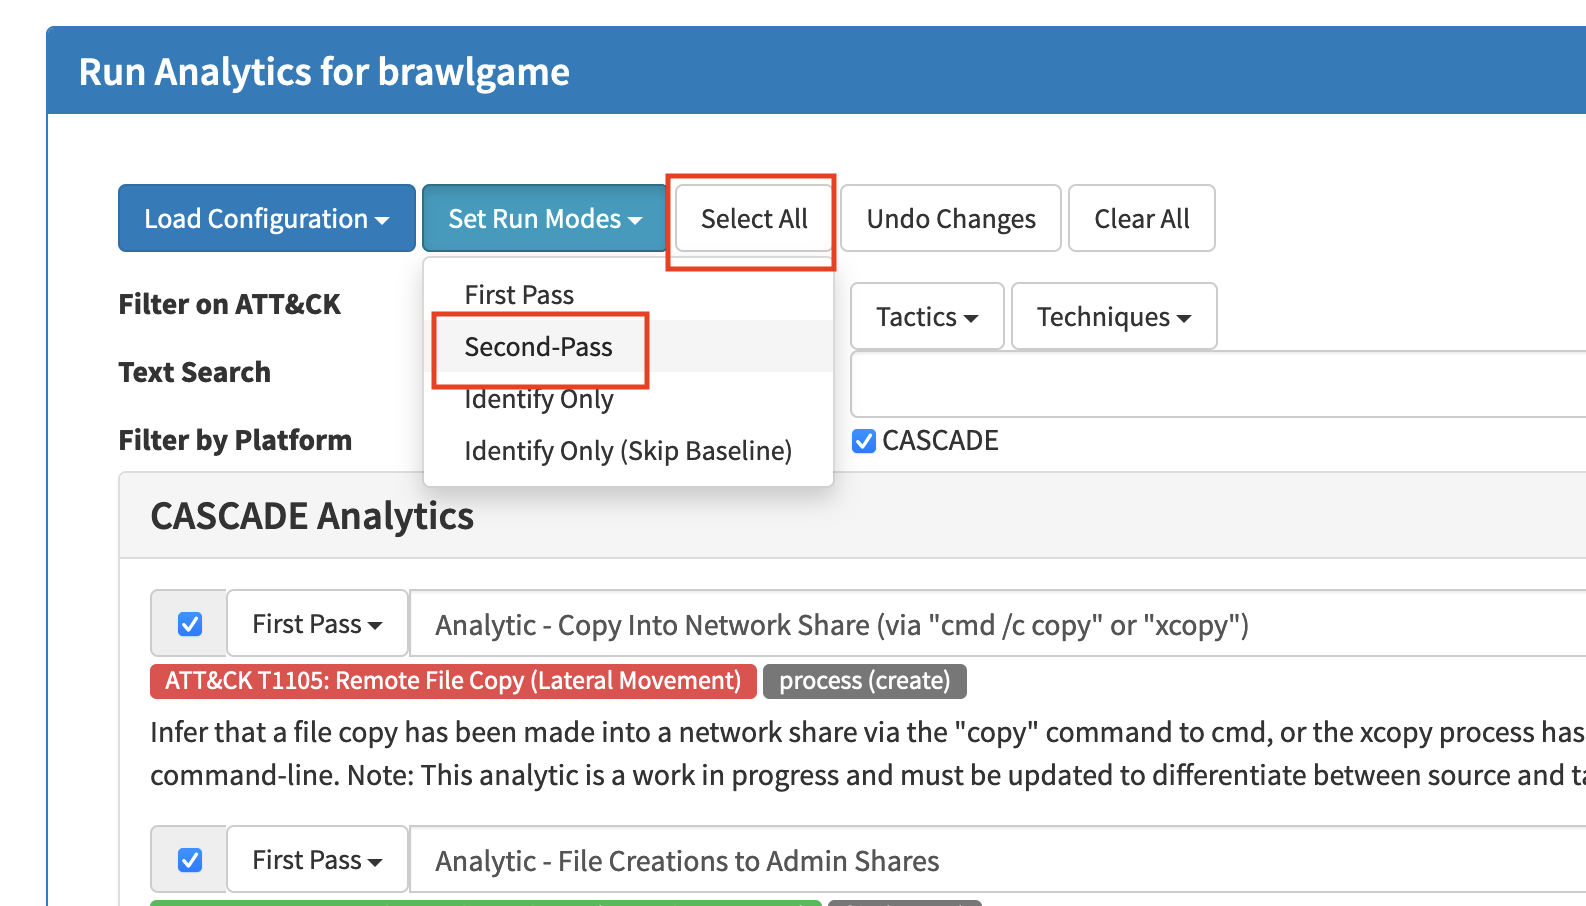 Run Analytics for brawlgame
Load Configuration Set Run Modes Select All Undo Changes Clear All
First Pass
Second-Pass
Identify Only
Identify Only (Skip Baseline)
Filter on ATT&CK Tactics Techniques
Text Search
Filter by Platform CASCADE
CASCADE Analytics
First Pass Analytic - Copy Into Network Share (via "cmd /c copy" or "xcopy")
ATT&CK T1105: Remote File Copy (Lateral Movement) process (create)
Infer that a file copy has been made into a network share via the "copy" command to cmd, or the xcopy process has
command-line. Note: This analytic is a work in progress and must be updated to differentiate between source and
First Pass Analytic - File Creations to Admin Shares